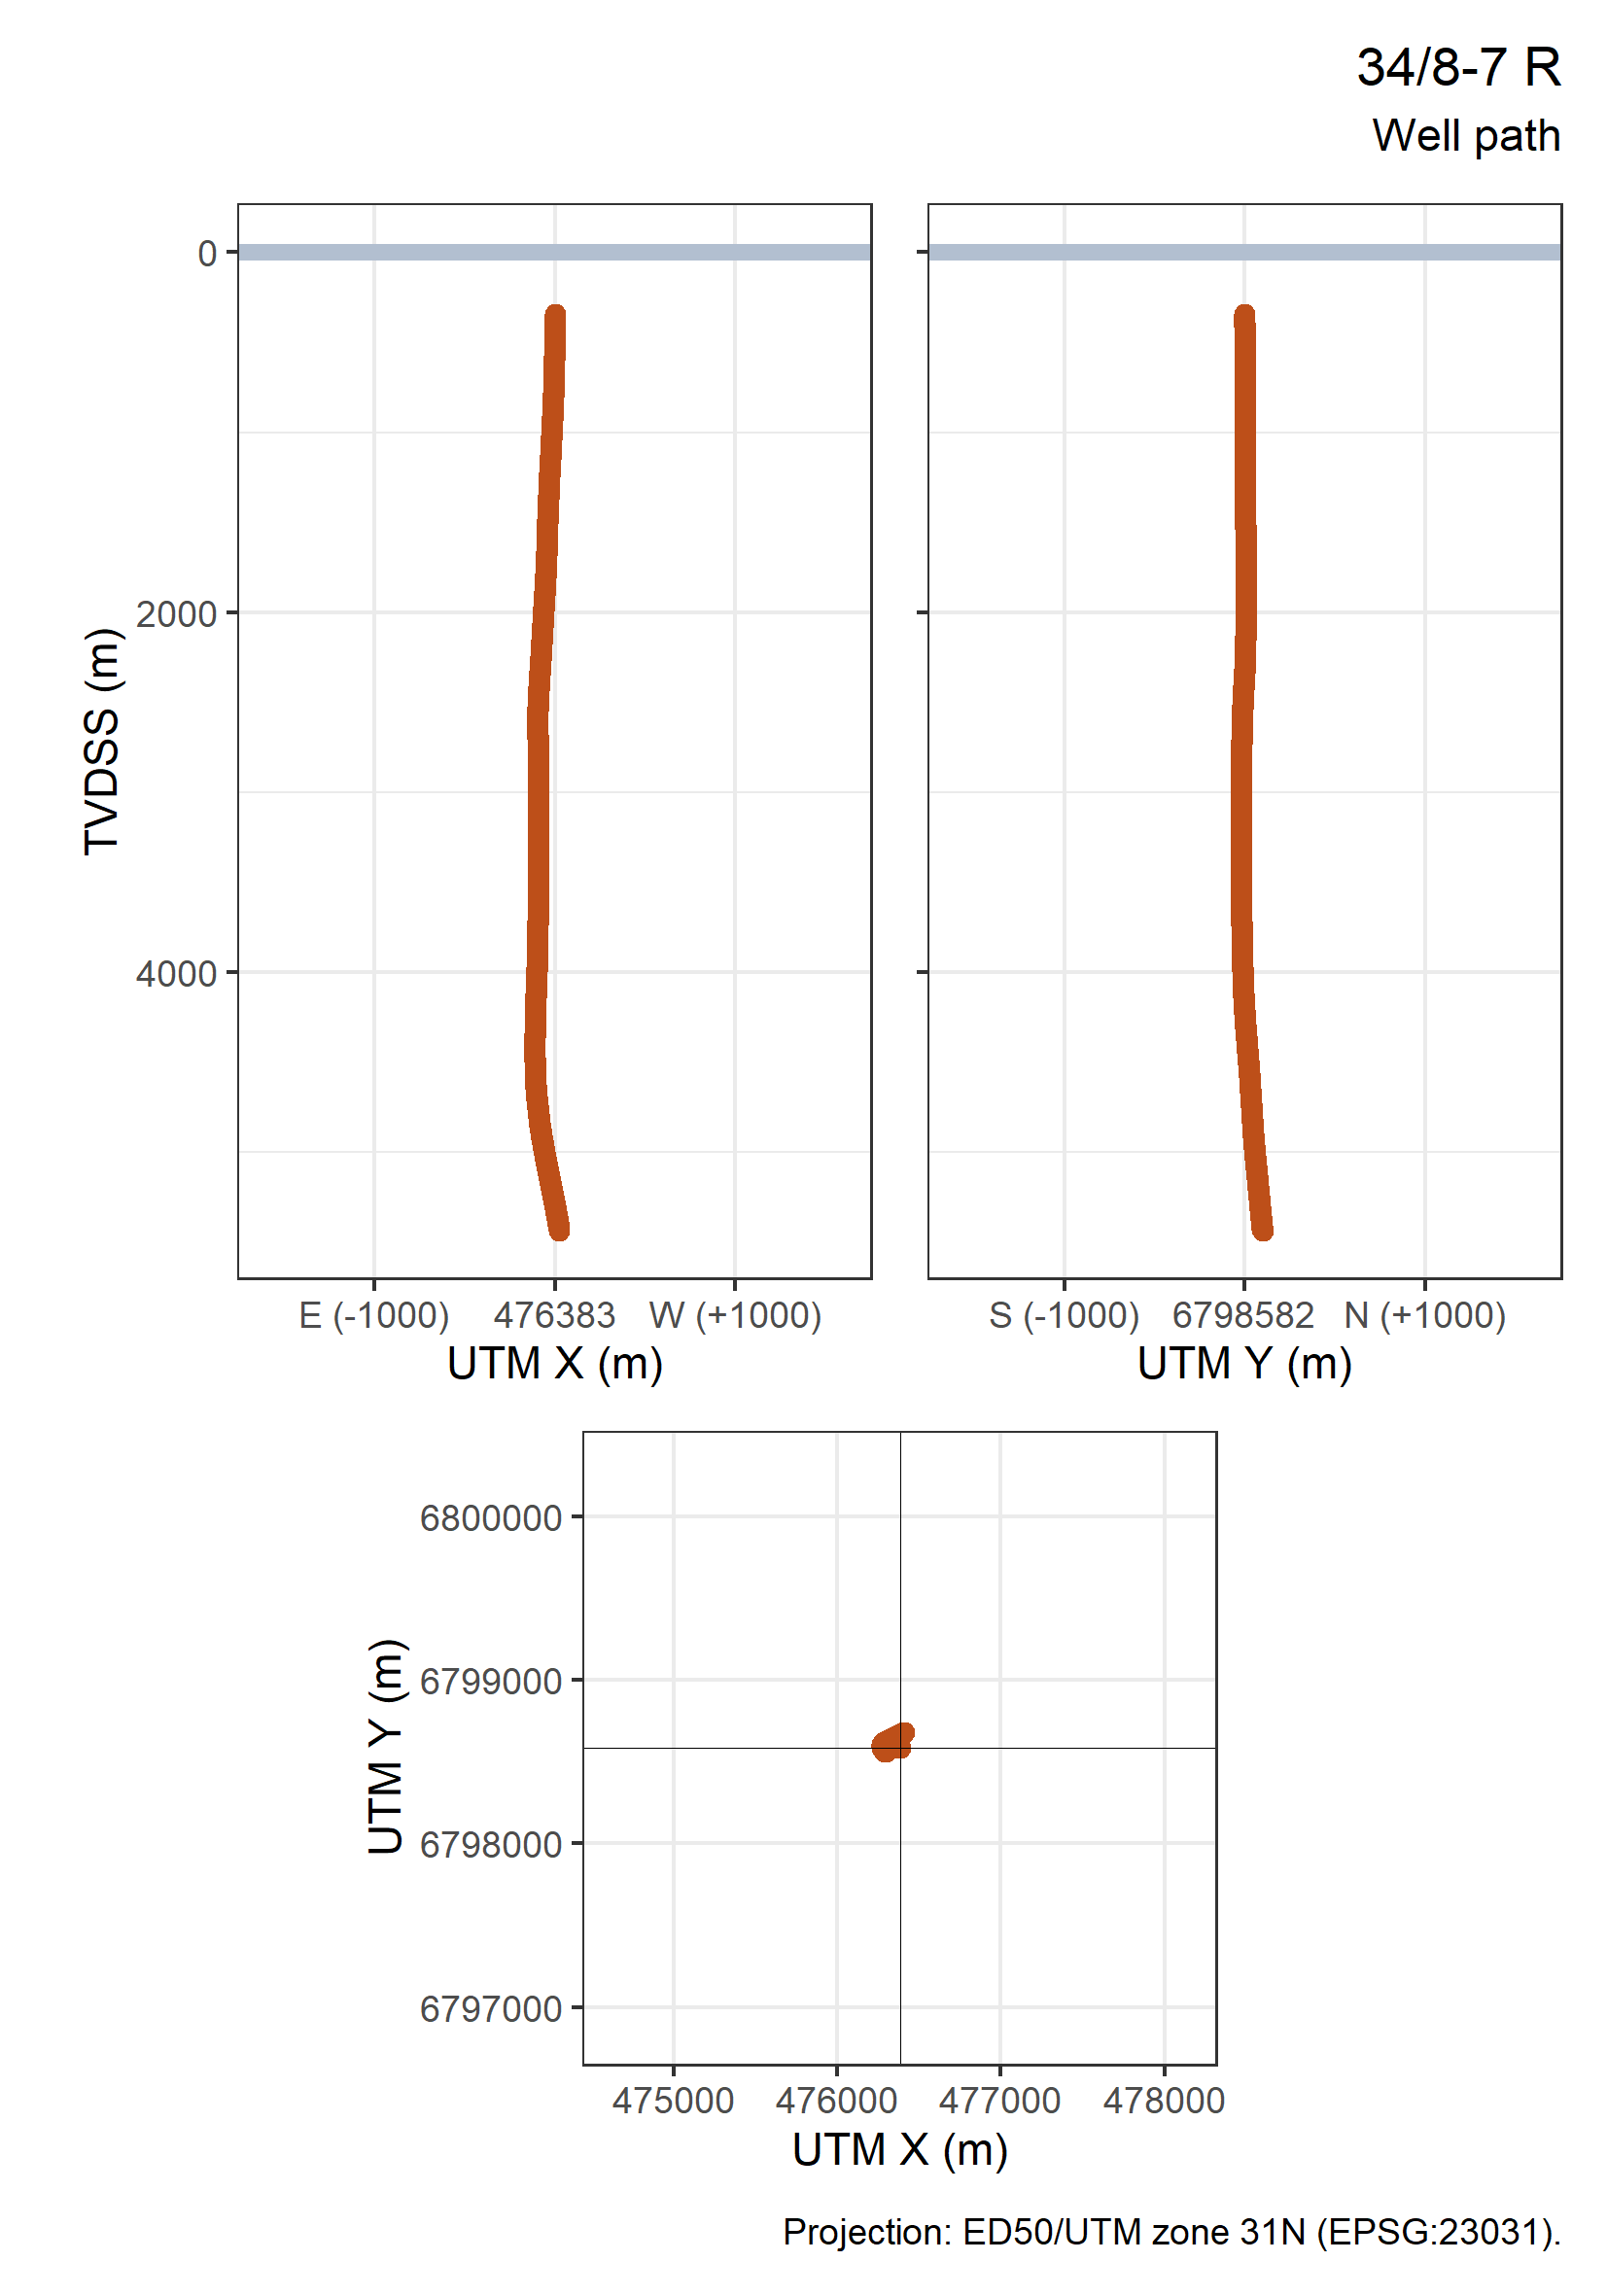 34/8-7 R
Well path
TVDSS (m)
0
2000
4000
E (-1000) 476383 W (+1000)
UTM X (m)
S (-1000) 6798582 N (+1000)
UTM Y (m)
UTM Y (m)
6800000
6799000
6798000
6797000
475000 476000 477000 478000
UTM X (m)
Projection: ED50/UTM zone 31N (EPSG:23031).